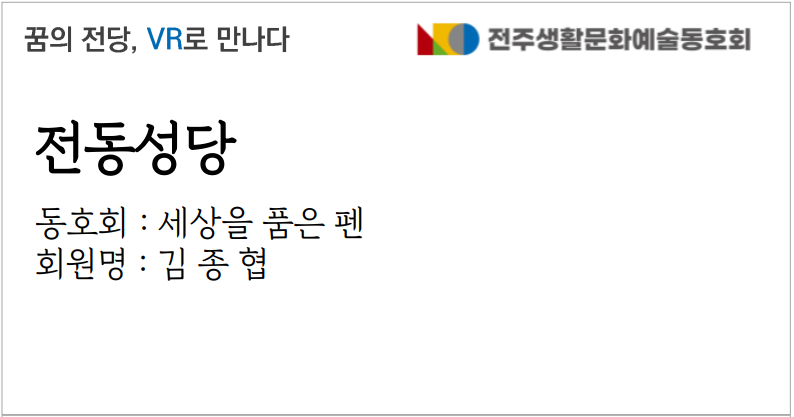 꿈의 전당, VR로 만나다
전주생활문화예술동호회
전동성당
동호회 : 세상을 품은 펜
회원명 : 김 종 협